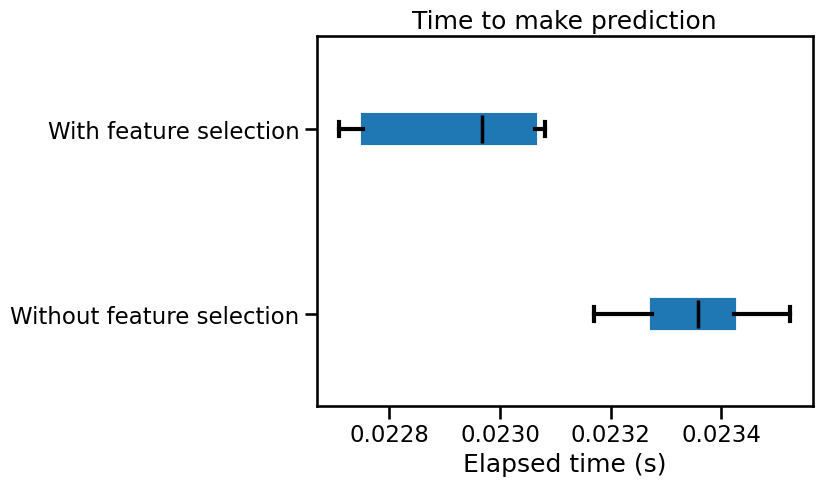 Time to make prediction
With feature selection
Without feature selection
0.0228 0.0230 0.0232 0.0234
Elapsed time (s)